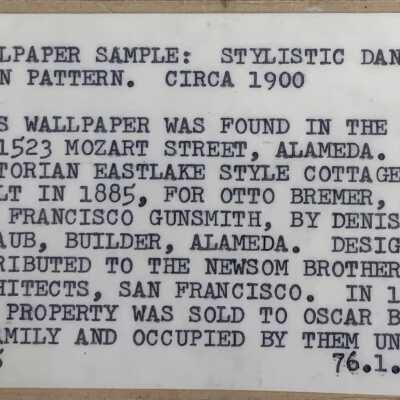 LPAPER SAMPLE: STYLISTIC DAN
N PATTERN. CIRCA 1900
S WALLPAPER WAS FOUND IN THE
1523 MOZART STREET, ALAMEDA.
TORIAN EASTLAKE STYLE COTTAGE
LT IN 1885, FOR OTTO BREMER,
FRANCISCO GUNSMITH, BY DENIS
AUB, BUILDER, ALAMEDA. DESIG
RIBUTED TO THE NEWSOM BROTHER
HITECTS, SAN FRANCISCO. IN 1
PROPERTY WAS SOLD TO OSCAR B
AMILY AND OCCUPIED BY THEM UN
76.1.